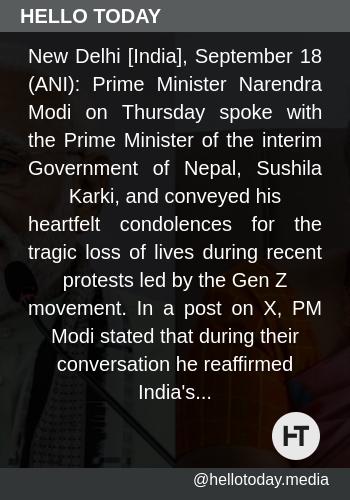 HELLO TODAY
New Delhi [India], September 18
(ANI): Prime Minister Narendra
Modi on Thursday spoke with
the Prime Minister of the interim
Government of Nepal, Sushila
Karki, and conveyed his
heartfelt condolences for the
tragic loss of lives during recent
protests led by the Gen Z
movement. In a post on X, PM
Modi stated that during their
conversation he reaffirmed
India's...
HT
@hellotoday.media